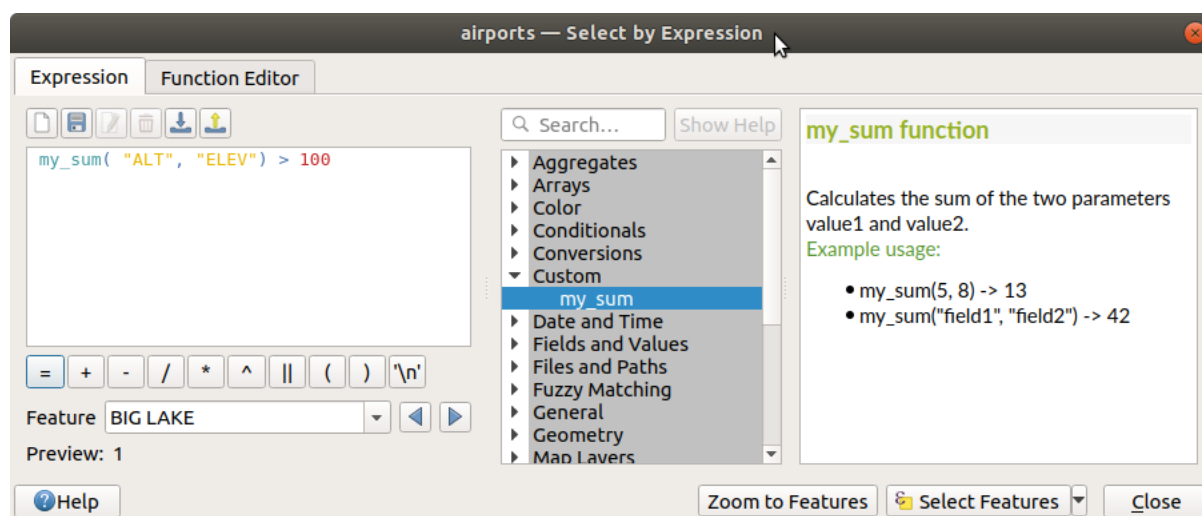 airports — Select by Expression
Expression
Function Editor
my_sum( "ALT", "ELEV") > 100
= + - / * ^ || ( ) '\n'
Feature BIG LAKE
Preview: 1
Search...
Show Help
Aggregates
Arrays
Color
Conditionals
Conversions
Custom
my_sum
Date and Time
Fields and Values
Files and Paths
Fuzzy Matching
General
Geometry
Map Layers
my_sum function
Calculates the sum of the two parameters
value1 and value2.
Example usage:
my_sum(5, 8) -> 13
my_sum("field1", "field2") -> 42
Help
Zoom to Features
Select Features
Close